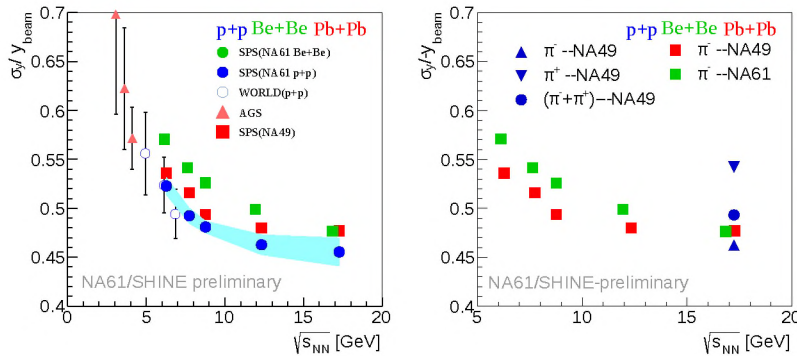 σy/ ybeam
0.7
0.65
0.6
0.55
0.5
0.45
0.4
p+p Be+Be Pb+Pb
SPS(NA61 Be+Be)
SPS(NA61 p+p)
WORLD(p+p)
AGS
SPS(NA49)
NA61/SHINE preliminary
0 5 10 15 20
√sNN [GeV]
σy/-ybeam
0.7
0.65
0.6
0.55
0.5
0.45
0.4
p+p Be+Be Pb+Pb
π- --NA49 π- --NA49
π+ --NA49 π- --NA61
(π-+π+)---NA49
NA61/SHINE-preliminary
5 10 15 20
√sNN [GeV]